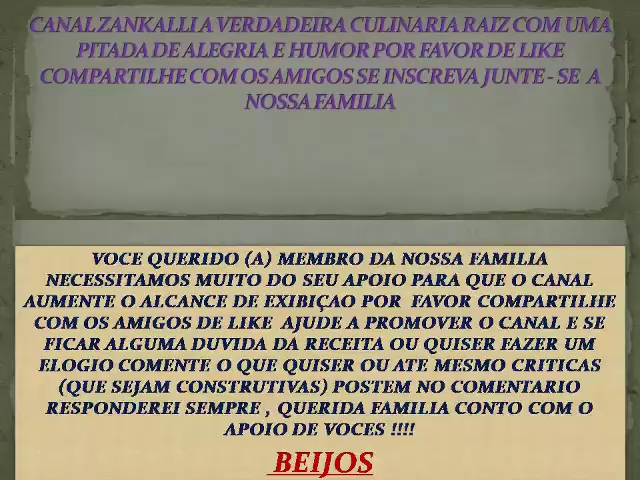 CANAL ZANKALLI A VERDADEIRA CULINARIA RAIZ COM UMA
PITADA DE ALEGRIA E HUMOR POR FAVOR DE LIKE
COMPARTILHE COM OS AMIGOS SE INSCREVA JUNTE - SE A
NOSSA FAMILIA
VOCE QUERIDO (A) MEMBRO DA NOSSA FAMILIA
NECESSITAMOS MUITO DO SEU APOIO PARA QUE O CANAL
AUMENTE O ALCANCE DE EXIBIÇAO POR FAVOR COMPARTILHE
COM OS AMIGOS DE LIKE AJUDE A PROMOVER O CANAL E SE
FICAR ALGUMA DUVIDA DA RECEITA OU QUISER FAZER UM
ELOGIO COMENTE O QUE QUISER OU ATE MESMO CRITICAS
(QUE SEJAM CONSTRUTIVAS) POSTEM NO COMENTARIO
RESPONDEREI SEMPRE , QUERIDA FAMILIA CONTO COM O
APOIO DE VOCES !!!!
BEIJOS